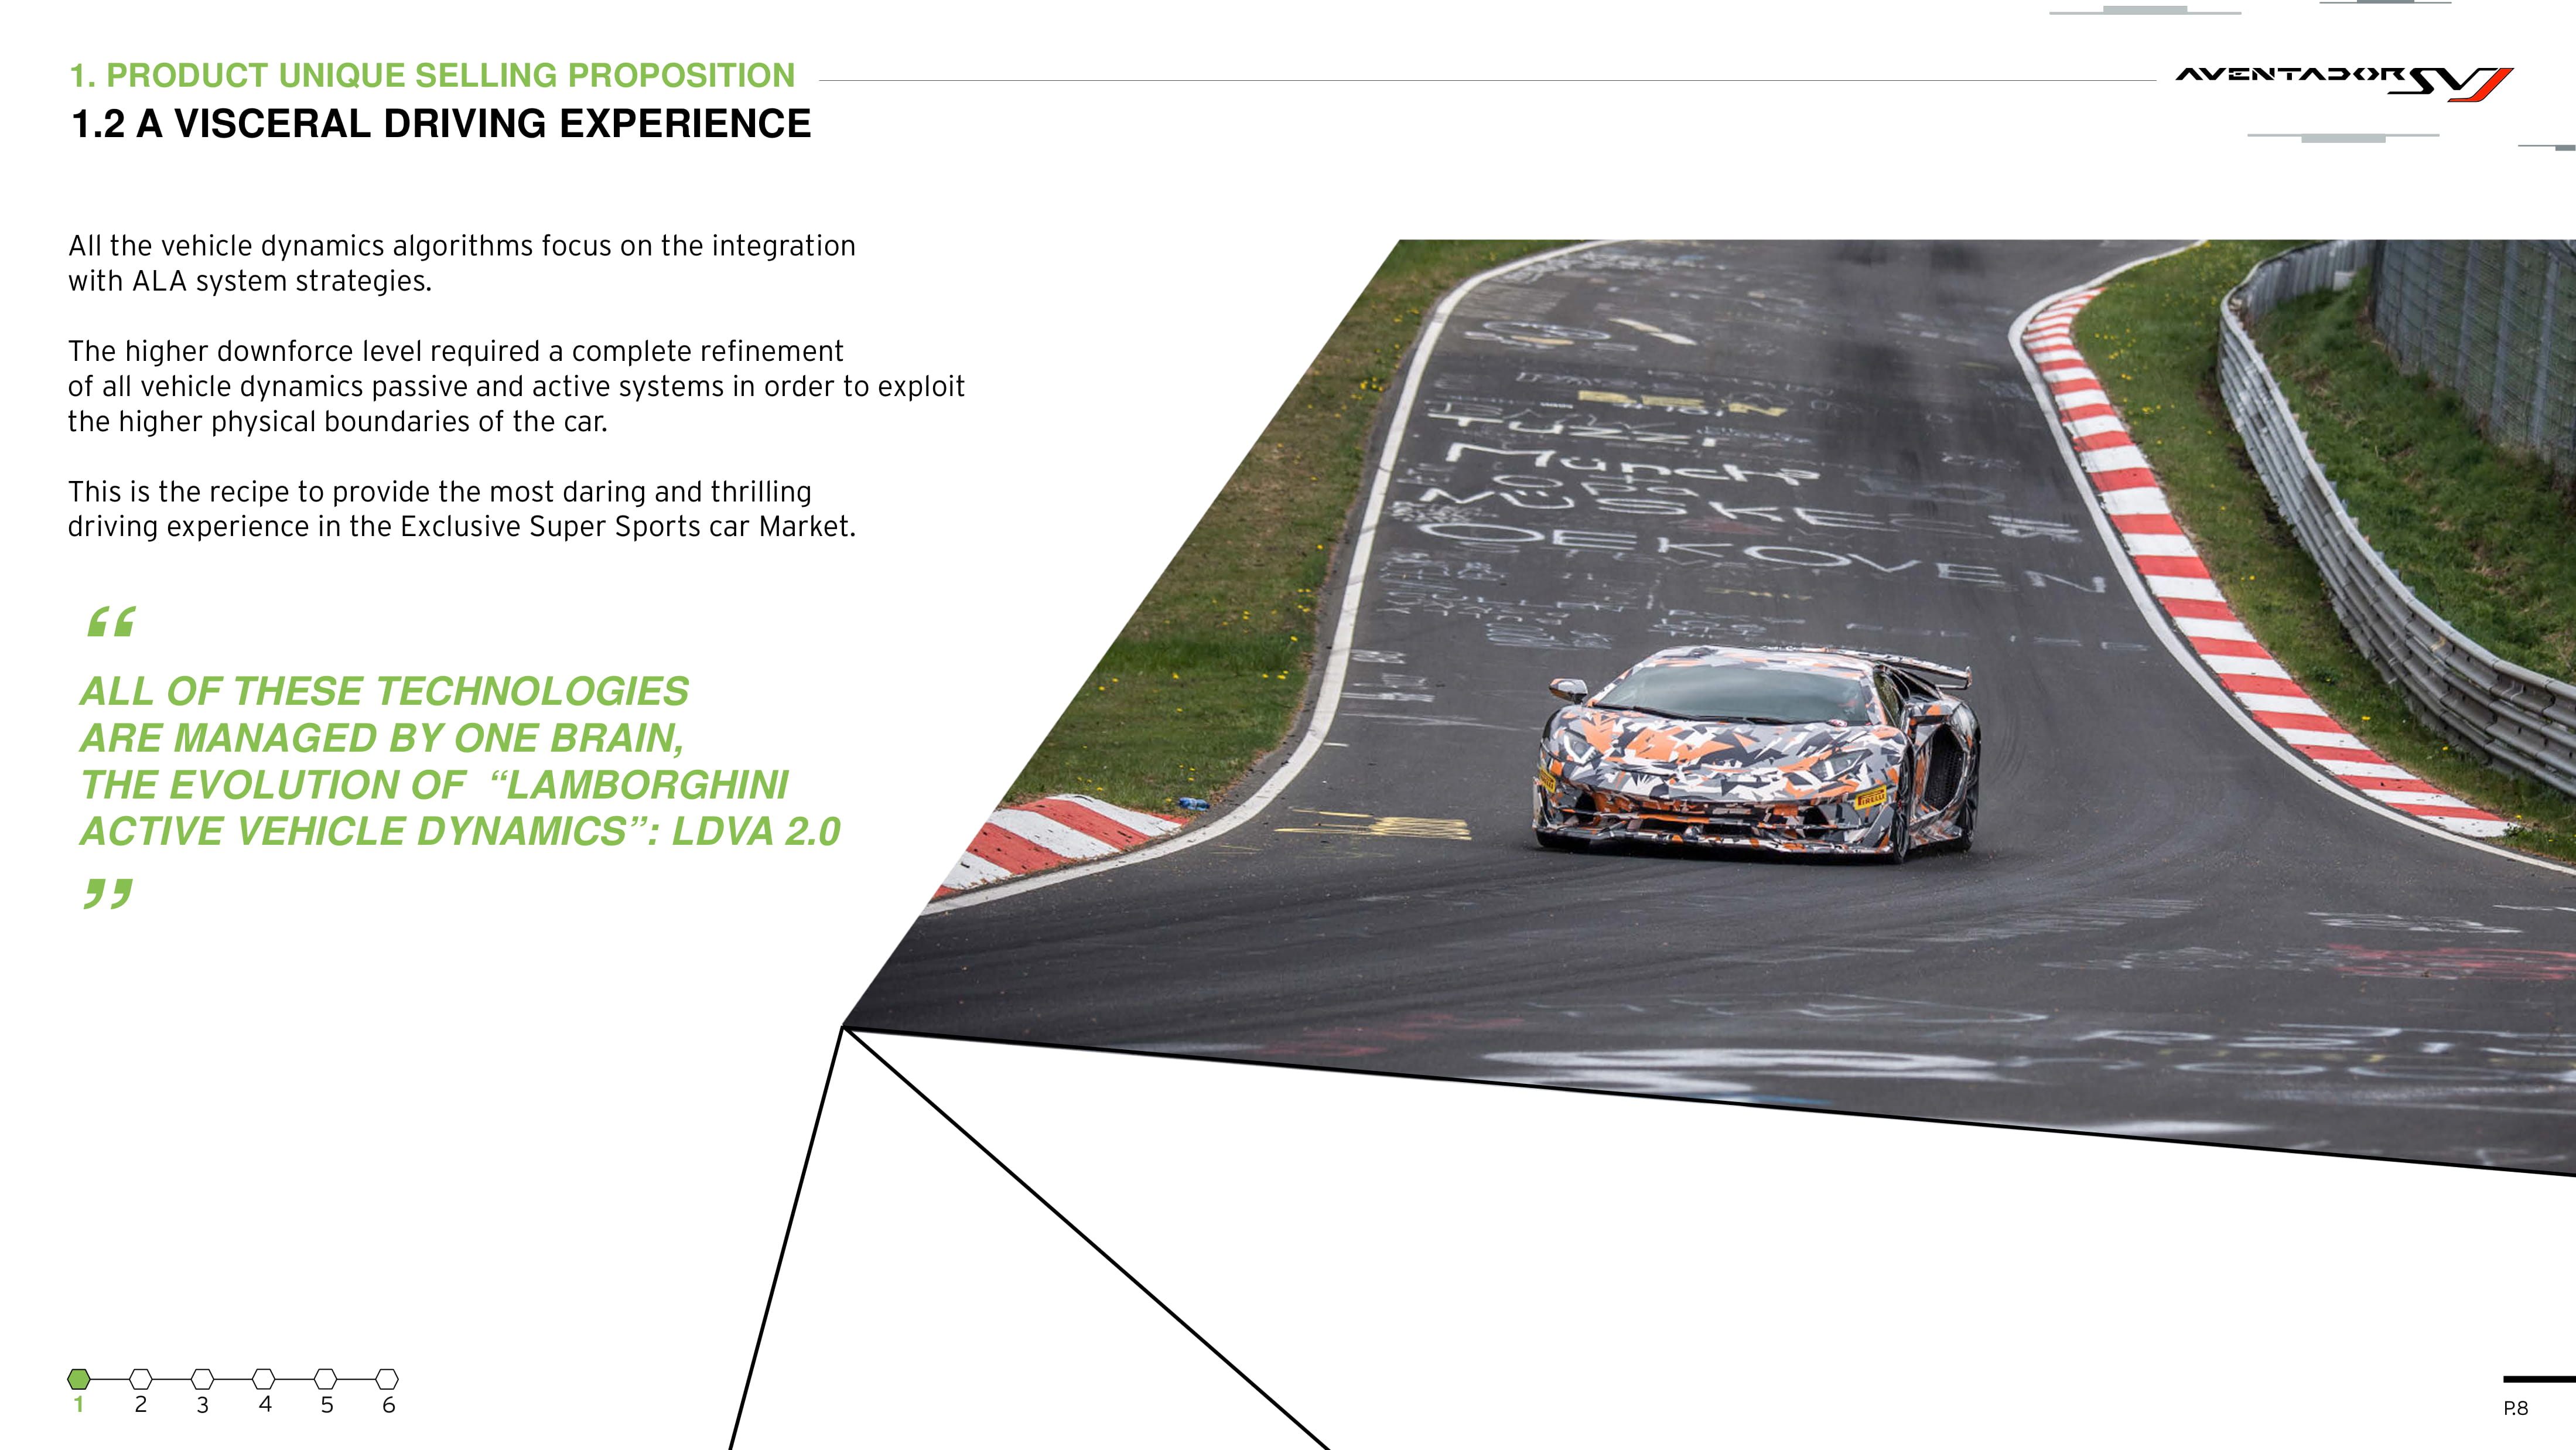 1. PRODUCT UNIQUE SELLING PROPOSITION
AVENTADOR SVJ
1.2 A VISCERAL DRIVING EXPERIENCE
All the vehicle dynamics algorithms focus on the integration
with ALA system strategies.
The higher downforce level required a complete refinement
of all vehicle dynamics passive and active systems in order to exploit
the higher physical boundaries of the car.
This is the recipe to provide the most daring and thrilling
driving experience in the Exclusive Super Sports car Market.
“
ALL OF THESE TECHNOLOGIES
ARE MANAGED BY ONE BRAIN,
THE EVOLUTION OF “LAMBORGHINI
ACTIVE VEHICLE DYNAMICS”: LDVA 2.0
”
BEN
Fuzzi
OEKOVEN
PIRELLI
1 2 3 4 5 6
P.8